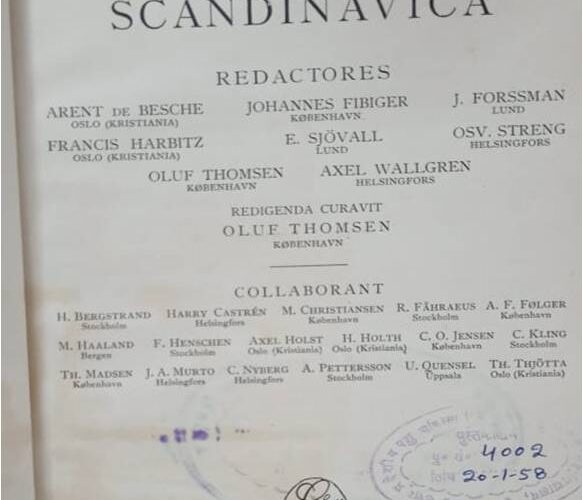 SCANDINAVICA
REDACTORES
ARENT DE BESCHE JOHANNES FIBIGER J. FORSSMAN
OSLO (KRISTIANIA) KØBENHAVN LUND
FRANCIS HARBITZ E. SJÖVALL OSV. STRENG
OSLO (KRISTIANIA) LUND HELSINGFORS
OLUF THOMSEN AXEL WALLGREN
KØBENHAVN HELSINGFORS
REDIGENDA CURAVIT
OLUF THOMSEN
KØBENHAVN
COLLABORANT
H. BERGSTRAND HARRY CASTRÉN M. CHRISTIANSEN R. FÅHRAEUS A. F. FØLGER
Stockholm Helsingfors København Stockholm København
M. HAALAND F. HENSCHEN AXEL HOLST H. HOLTH C. O. JENSEN C. KLING
Bergen Stockholm Oslo (Kristiania) Oslo (Kristiania) København Stockholm
TH. MADSEN J. A. MURTO C. NYBERG A. PETTERSSON U. QUENSEL TH. THJÖTTA
København Helsingfors Helsingfors Stockholm Uppsala Oslo (Kristiania)
4002
20-1-58